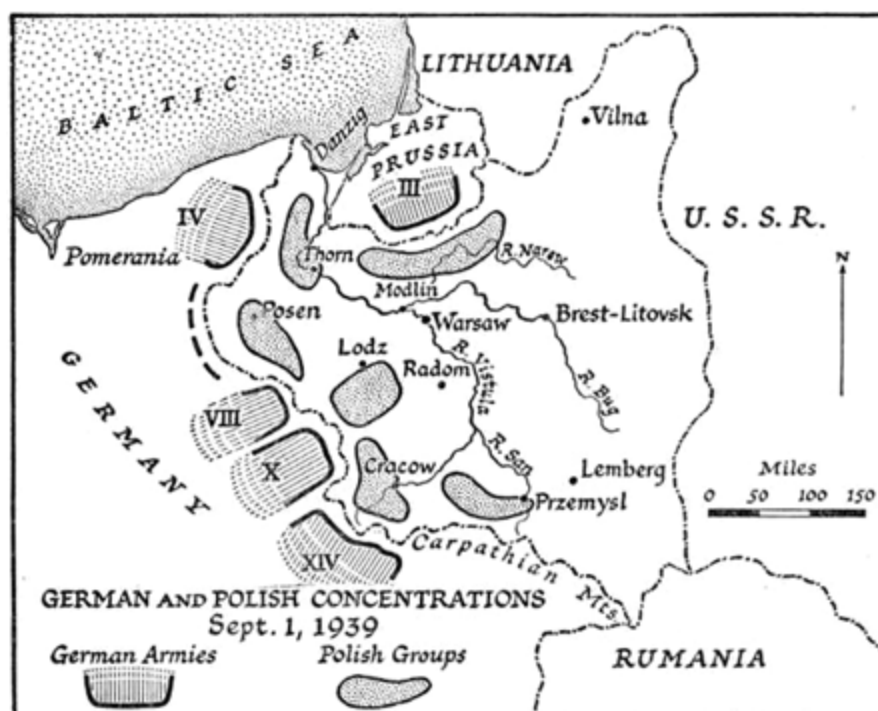 BALTIC SEA
LITHUANIA
Vilna
Danzig
EAST
PRUSSIA
III
IV
U. S. S. R.
N
Pomerania
Thorn
R. Narew
Modlin
Posen
Warsaw
Brest-Litovsk
GERMANY
Lodz
R. Vistula
Radom
R. Bug
VIII
X
Cracow
R. San
Lemberg
Przemysl
Miles
0 50 100 150
XIV
Carpathian Mts.
GERMAN AND POLISH CONCENTRATIONS
Sept. 1, 1939
German Armies
Polish Groups
RUMANIA